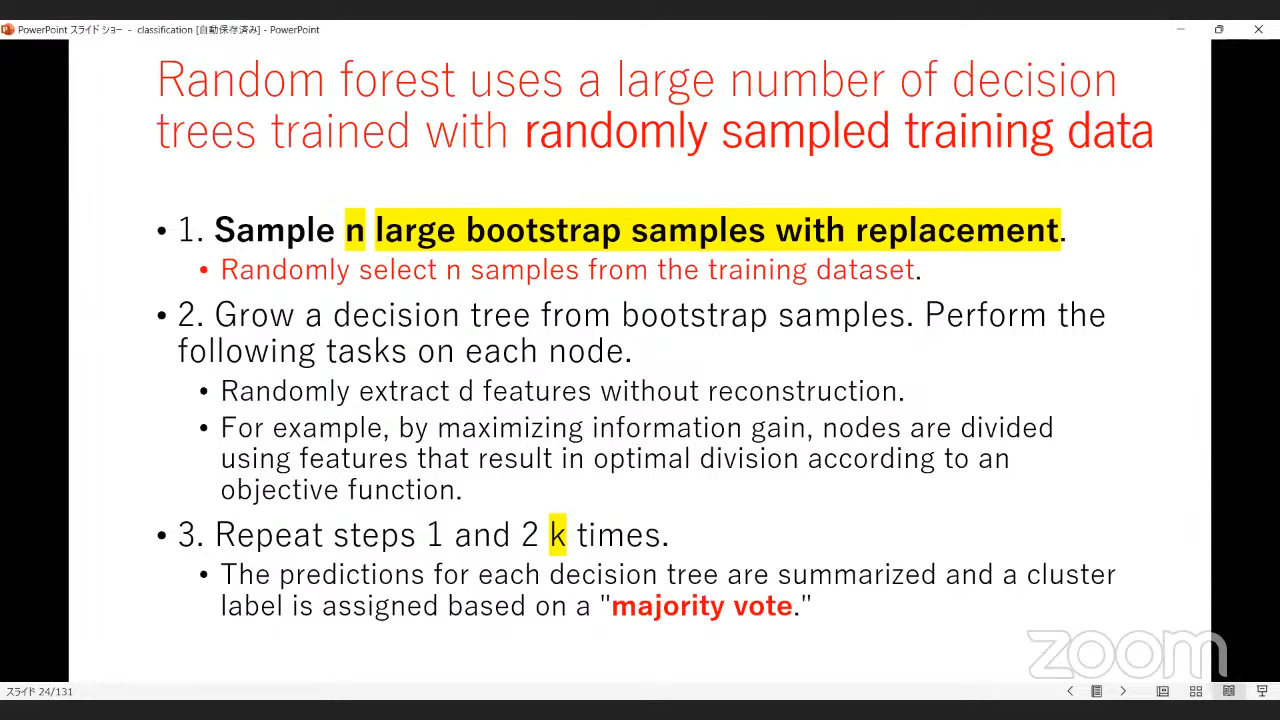 PowerPoint スライド ショー - classification [自動保存済み] - PowerPoint
Random forest uses a large number of decision
trees trained with randomly sampled training data
• 1. Sample n large bootstrap samples with replacement.
• Randomly select n samples from the training dataset.
• 2. Grow a decision tree from bootstrap samples. Perform the
following tasks on each node.
• Randomly extract d features without reconstruction.
• For example, by maximizing information gain, nodes are divided
using features that result in optimal division according to an
objective function.
• 3. Repeat steps 1 and 2 k times.
• The predictions for each decision tree are summarized and a cluster
label is assigned based on a "majority vote."
zoom
スライド 24/131